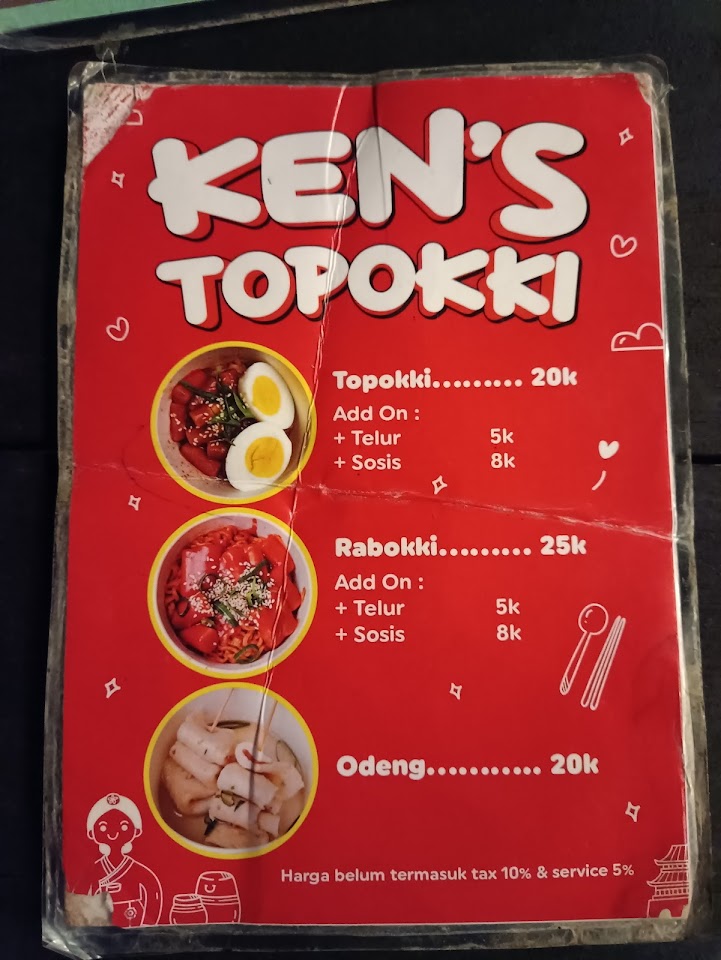 KEN'S
TOPOKKI
Topokki......... 20k
Add On :
+ Telur 5k
+ Sosis 8k
Rabokki......... 25k
Add On :
+ Telur 5k
+ Sosis 8k
Odeng........... 20k
Harga belum termasuk tax 10% & service 5%